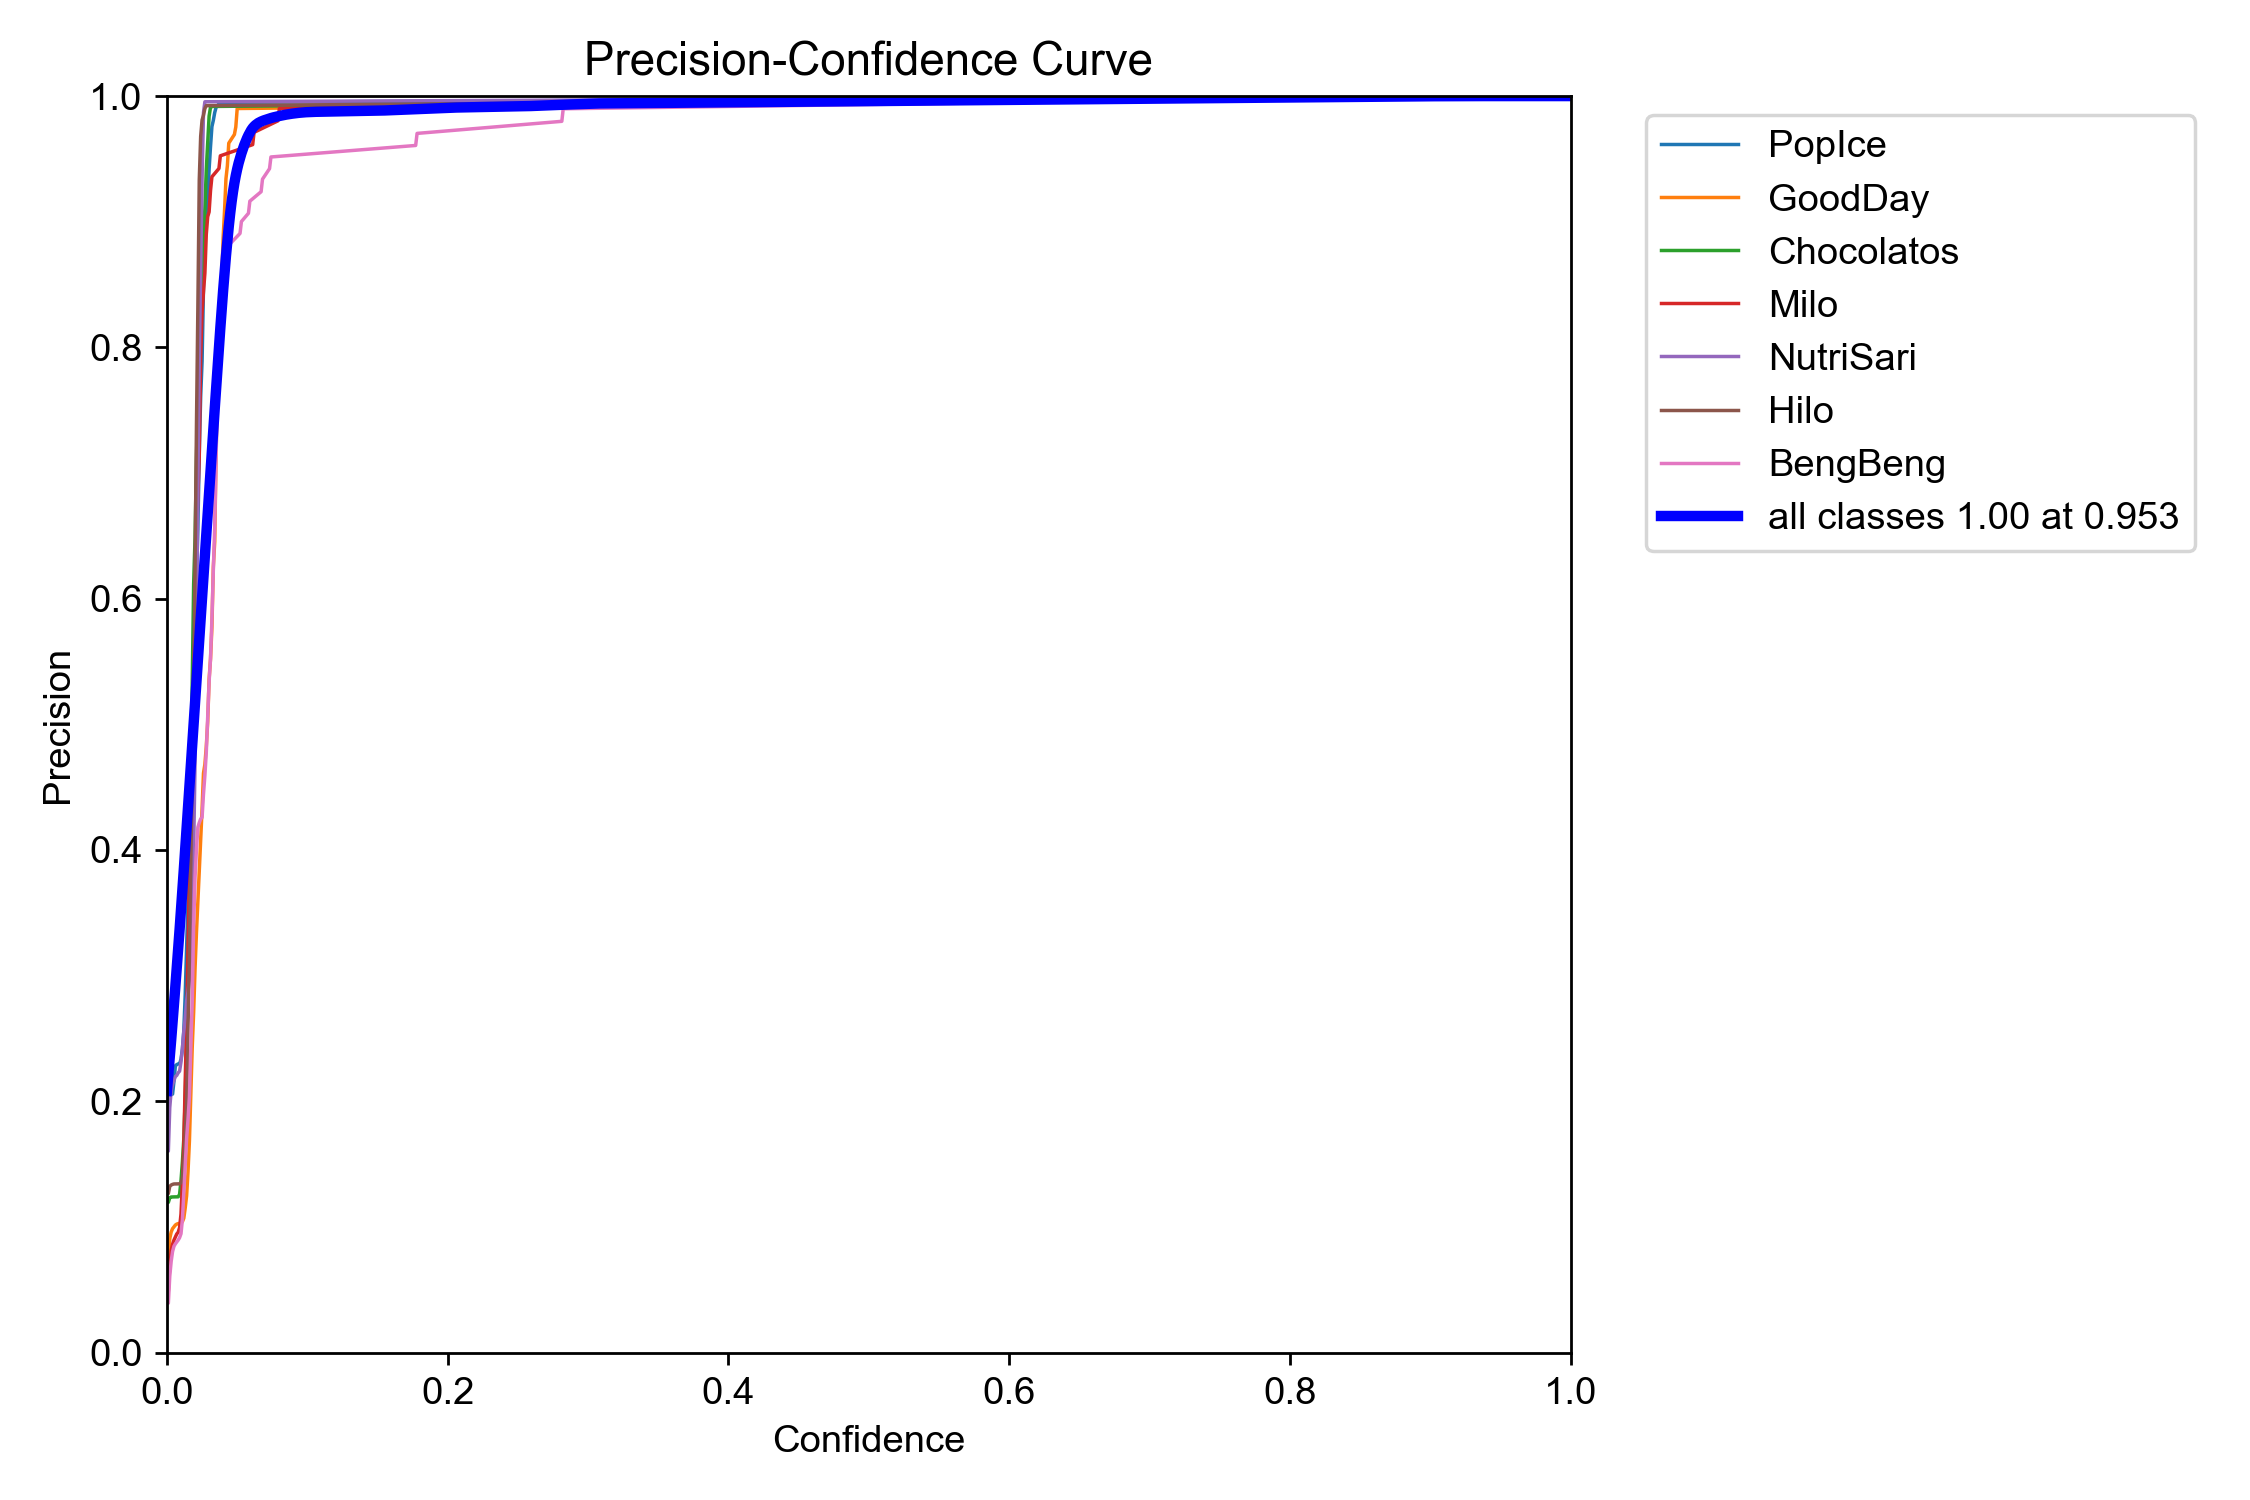 Precision-Confidence Curve
1.0
0.8
0.6
0.4
0.2
0.0
Precision
0.0 0.2 0.4 0.6 0.8 1.0
Confidence
PopIce
GoodDay
Chocolatos
Milo
NutriSari
Hilo
BengBeng
all classes 1.00 at 0.953